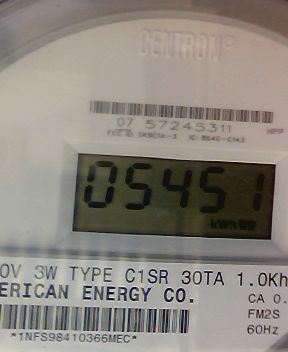 CENTRON®
07 57245311
HPP
05451
kWh
0V 3W TYPE C1SR 30TA 1.0Kh
ERICAN ENERGY CO.
CA 0.
FM2S
60Hz
*1NFS98410366MEC*